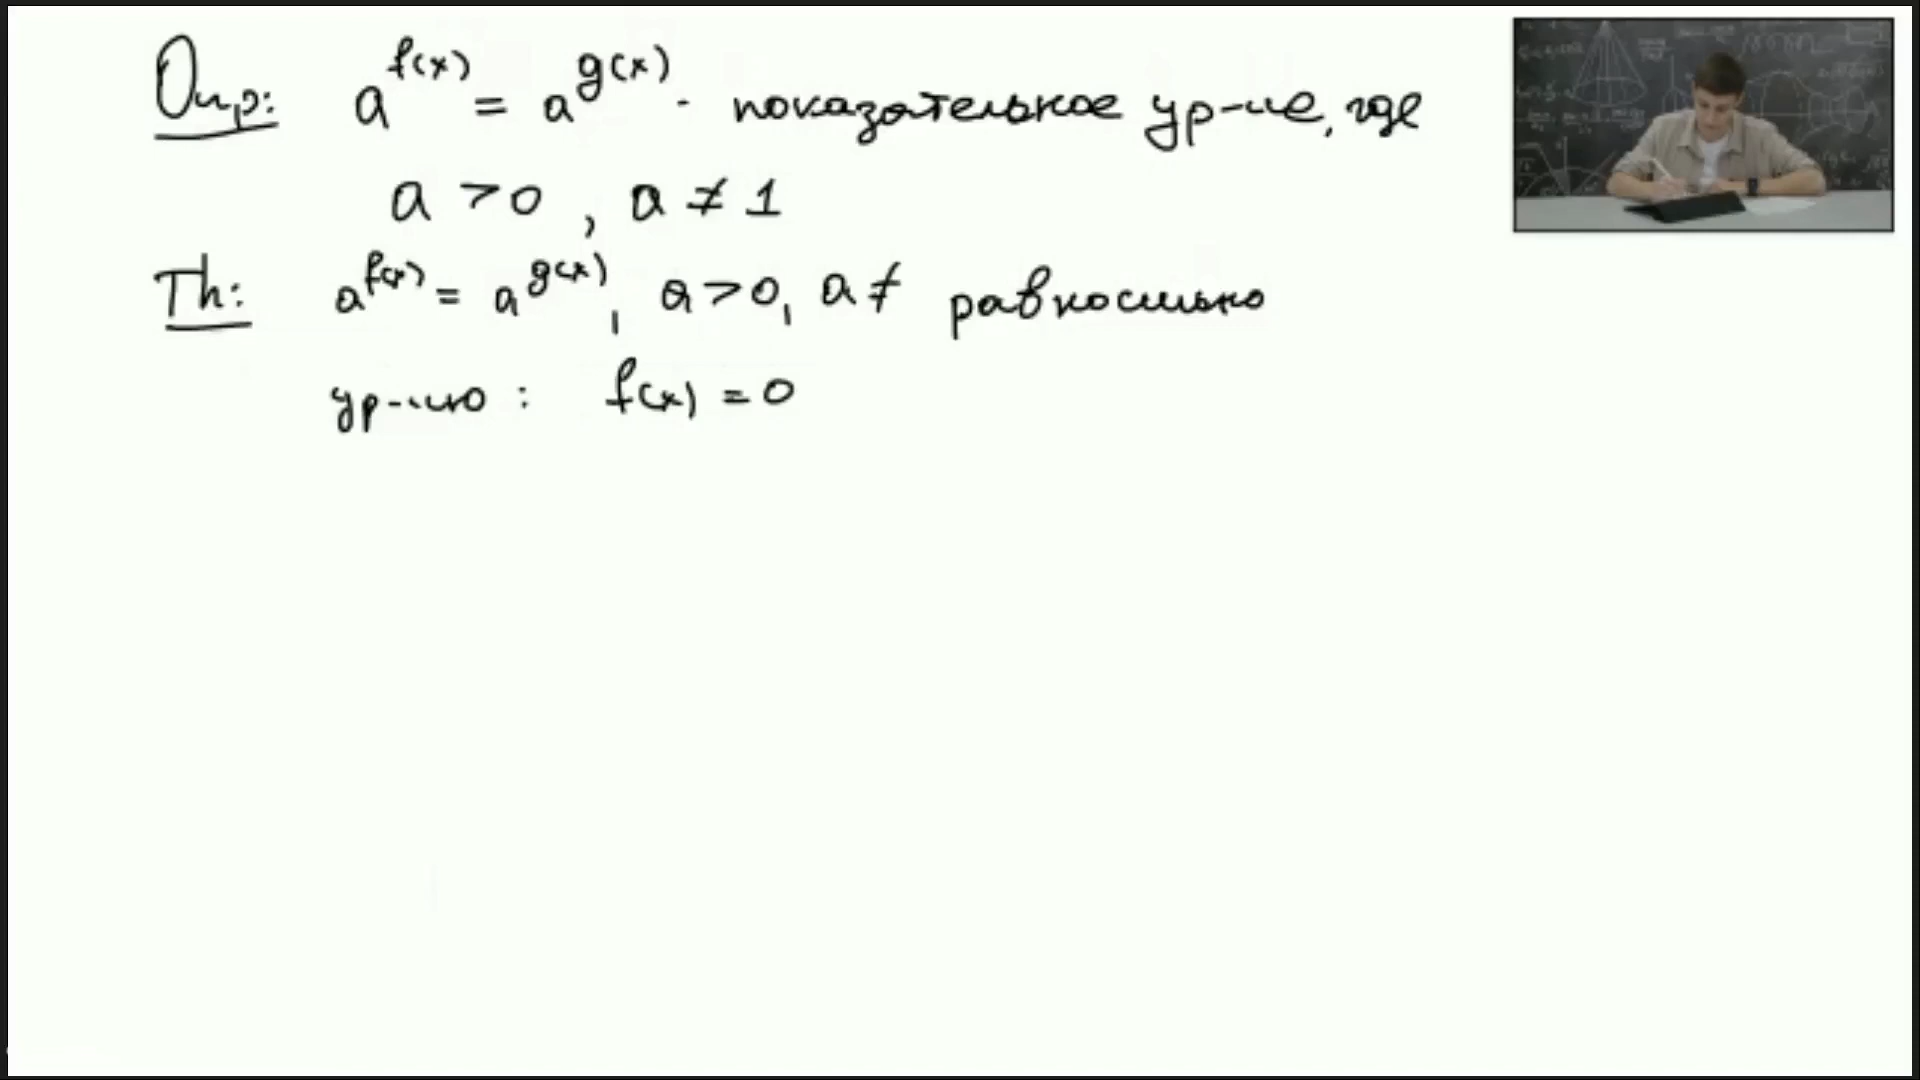 Опр: a^f(x) = a^g(x) - показательное ур-ие, где
a > 0, a ≠ 1
Th: a^f(x) = a^g(x), a > 0, a ≠ равносильно
ур-ию: f(x) = 0